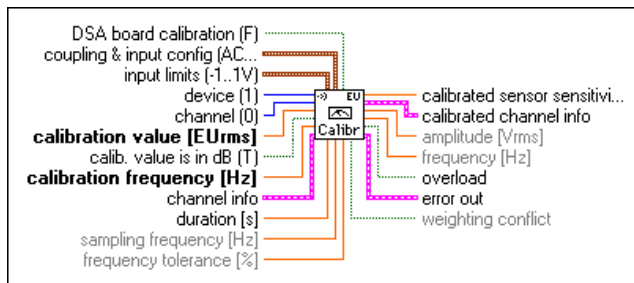 DSA board calibration (F)
coupling & input config (AC...
input limits (-1..1V)
device (1)
channel (0)
calibration value [EUrms]
calib. value is in dB (T)
calibration frequency [Hz]
channel info
duration [s]
sampling frequency [Hz]
frequency tolerance [%]
EU
Calibr
calibrated sensor sensitivi...
calibrated channel info
amplitude [Vrms]
frequency [Hz]
overload
error out
weighting conflict